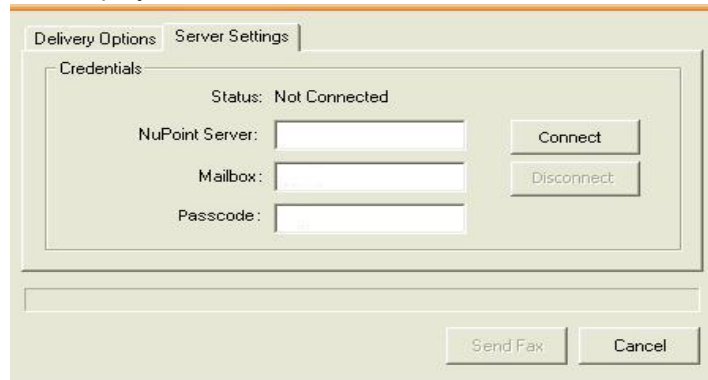 Delivery Options Server Settings
Credentials
Status: Not Connected
NuPoint Server: Connect
Mailbox: Disconnect
Passcode:
Send Fax Cancel